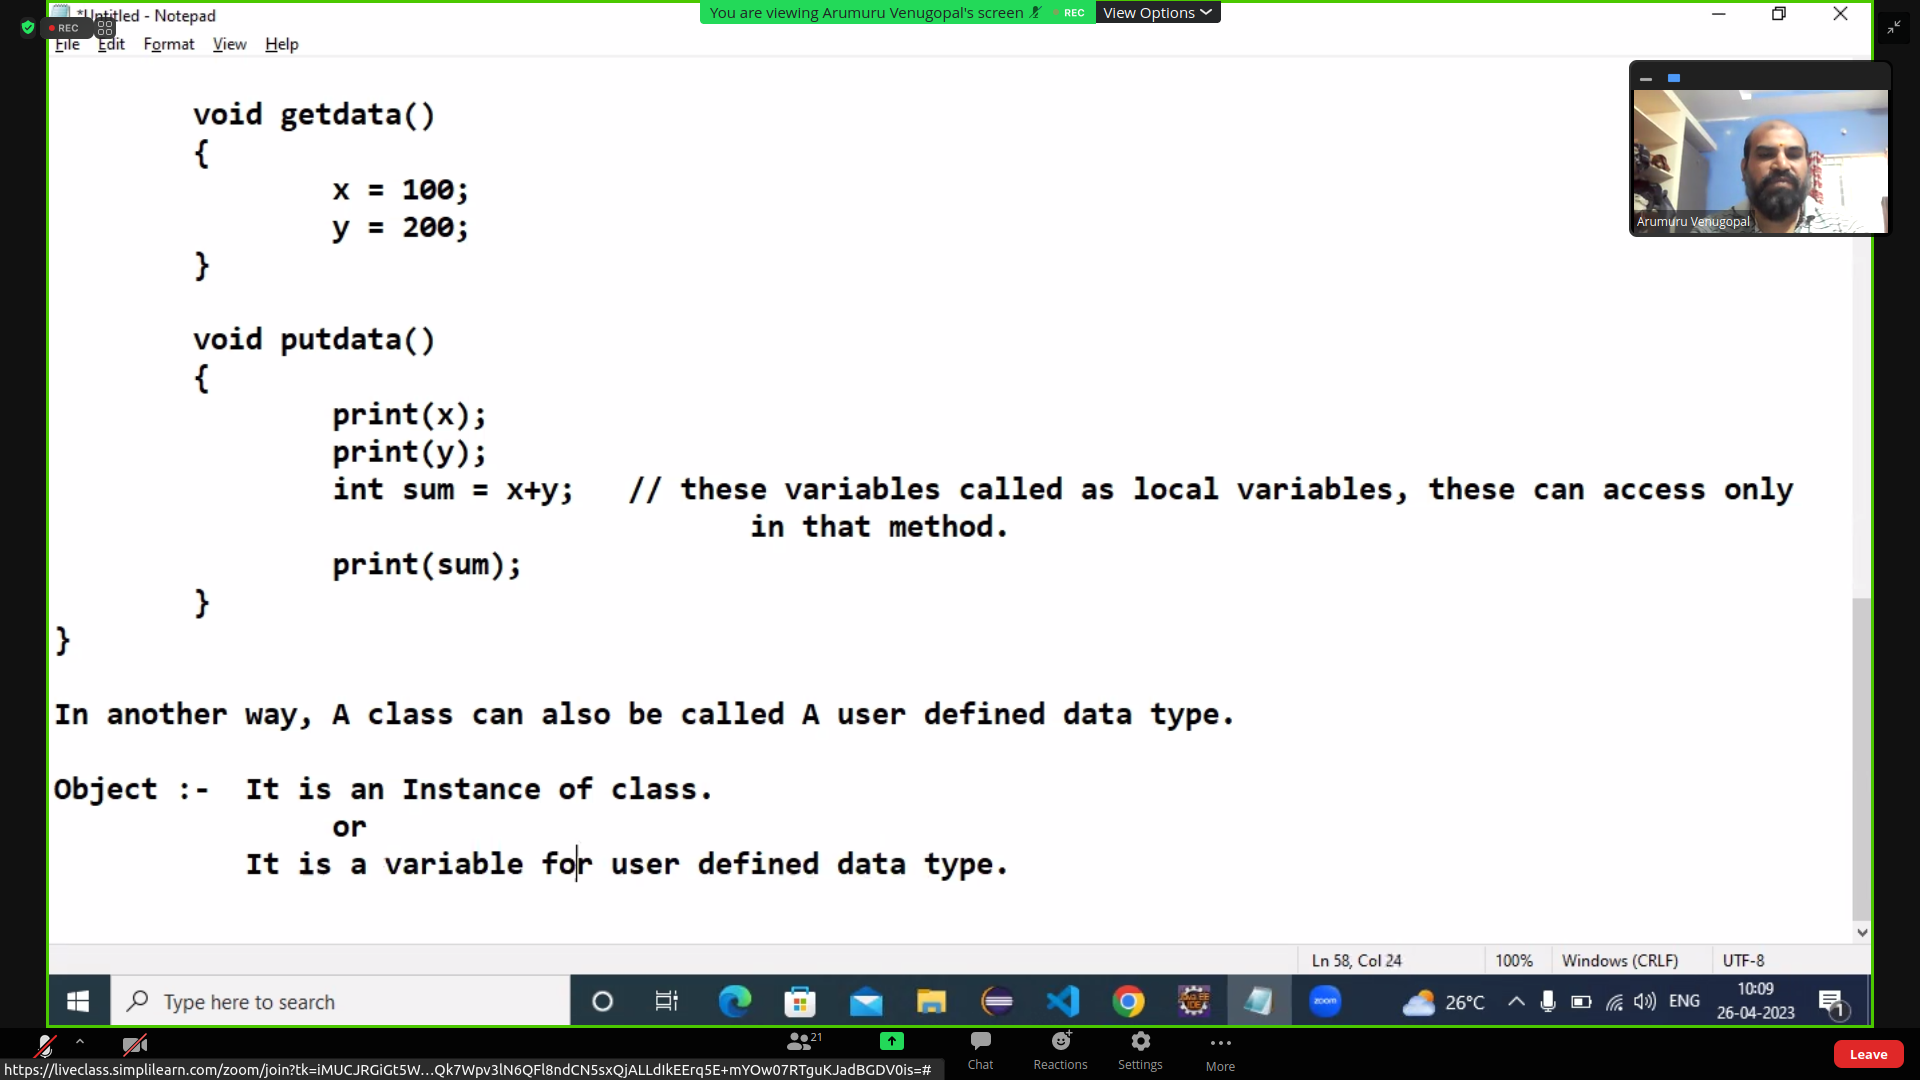 *Untitled - Notepad
You are viewing Arumuru Venugopal's screen REC View Options
REC
File Edit Format View Help
void getdata()
{
x = 100;
y = 200;
}
Arumuru Venugopal
void putdata()
{
print(x);
print(y);
int sum = x+y; // these variables called as local variables, these can access only
in that method.
print(sum);
}
}
In another way, A class can also be called A user defined data type.
Object :- It is an Instance of class.
or
It is a variable for user defined data type.
Ln 58, Col 24 100% Windows (CRLF) UTF-8
Type here to search
zoom
26°C
ENG
10:09
26-04-2023
1
21
Chat Reactions Settings More
Leave
https://liveclass.simplilearn.com/zoom/join?tk=iMUCJRGiGt5W…Qk7Wpv3lN6QFl8ndCN5sxQjALLdIkEErq5E+mYOw07RTguKJadBGDV0is=#